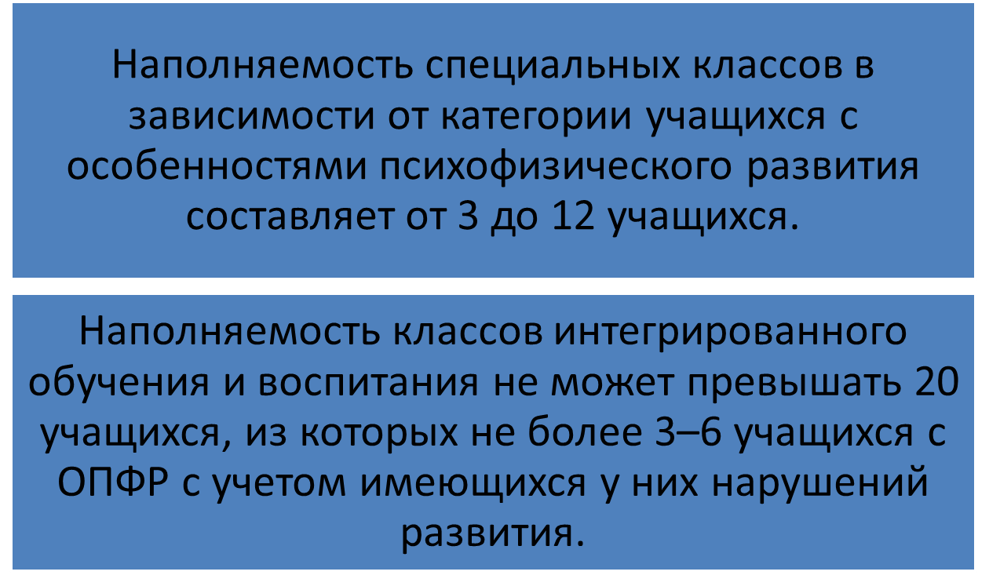 Наполняемость специальных классов в
зависимости от категории учащихся с
особенностями психофизического развития
составляет от 3 до 12 учащихся.
Наполняемость классов интегрированного
обучения и воспитания не может превышать 20
учащихся, из которых не более 3–6 учащихся с
ОПФР с учетом имеющихся у них нарушений
развития.